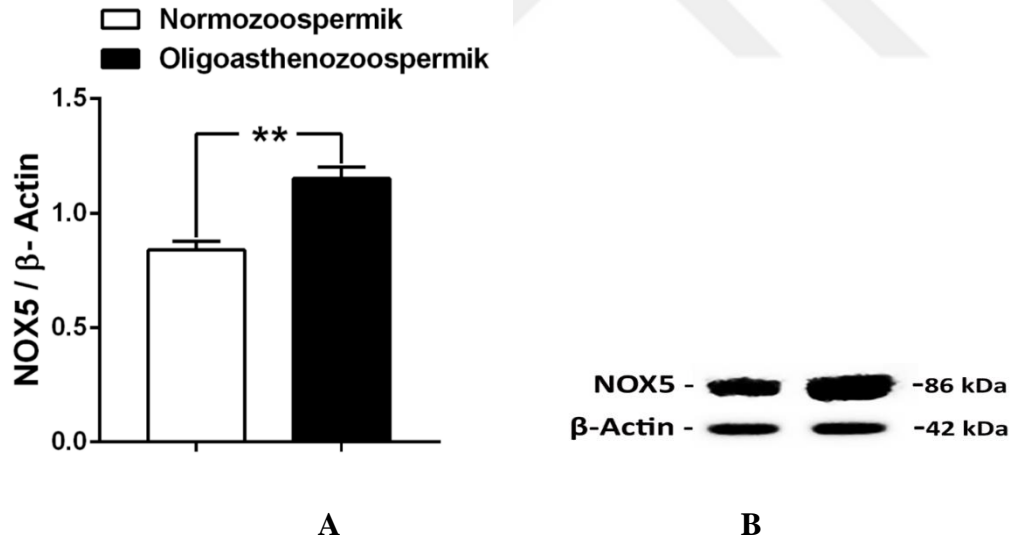 Normozoospermik
Oligoasthenozoospermik
NOX5 / β- Actin
1.5
**
1.0
0.5
0.0
NOX5 - -86 kDa
β-Actin - -42 kDa
A B